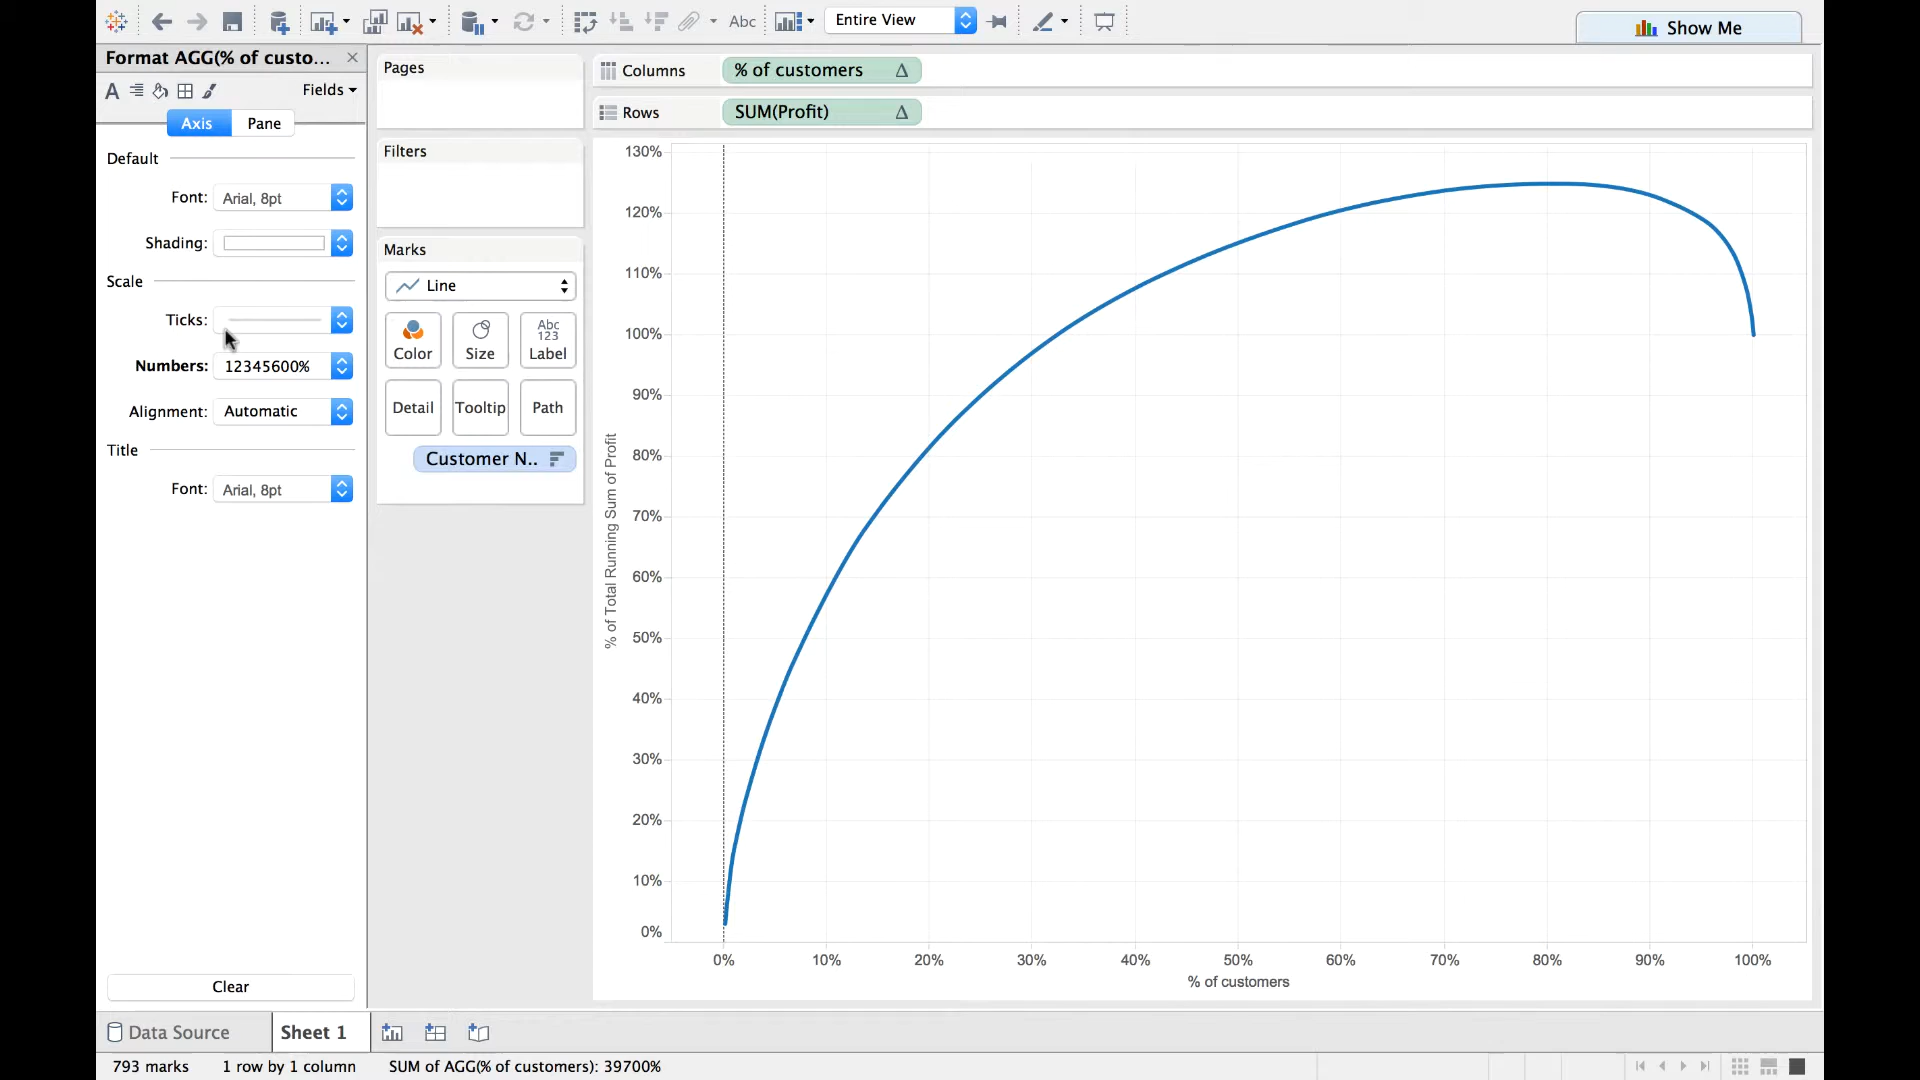 Abc
Entire View
Show Me
Format AGG(% of custo...
Fields
Axis
Pane
Default
Font: Arial, 8pt
Shading:
Scale
Ticks:
Numbers: 12345600%
Alignment: Automatic
Title
Font: Arial, 8pt
Clear
Pages
Filters
Marks
Line
Color
Size
Abc
123
Label
Detail
Tooltip
Path
Customer N..
Columns
% of customers
Rows
SUM(Profit)
130%
120%
110%
100%
90%
80%
70%
60%
50%
40%
30%
20%
10%
0%
% of Total Running Sum of Profit
0% 10% 20% 30% 40% 50% 60% 70% 80% 90% 100%
% of customers
Data Source
Sheet 1
793 marks
1 row by 1 column
SUM of AGG(% of customers): 39700%